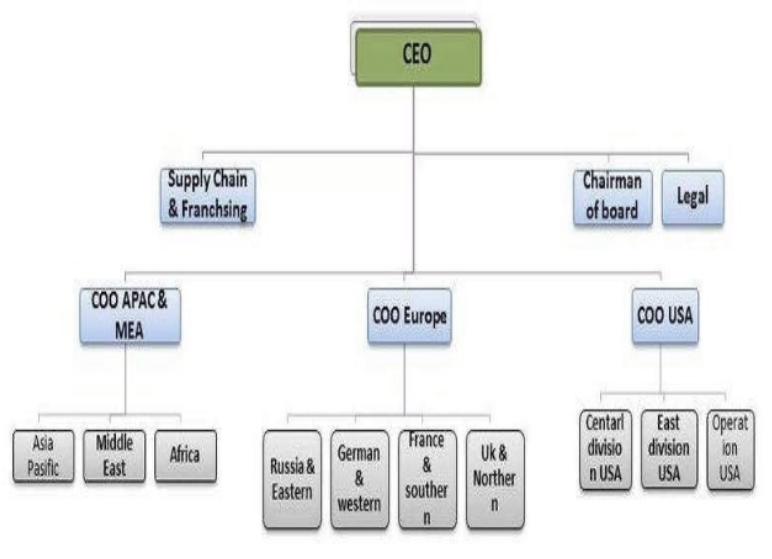 CEO
Supply Chain
& Franchsing
Chairman
of board
Legal
COO APAC &
MEA
COO Europe
COO USA
Asia
Pasific
Middle
East
Africa
Russia &
Eastern
German
&
western
France
&
souther
n
Uk &
Norther
n
Centarl
divisio
n USA
East
division
USA
Operat
ion
USA